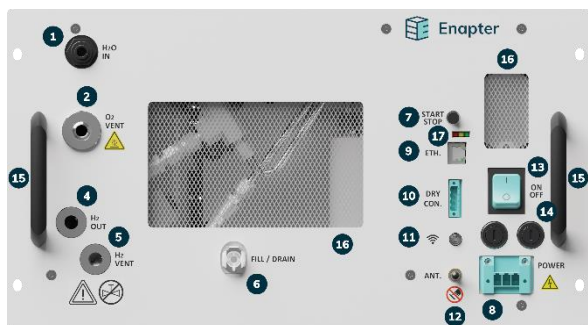 1
H₂O
IN
Enapter
16
2
O₂
VENT
7
START
STOP
17
9
ETH.
13
ON
OFF
15
15
10
DRY
CON.
4
H₂
OUT
14
5
H₂
VENT
16
11
FILL / DRAIN
6
ANT.
POWER
12
8